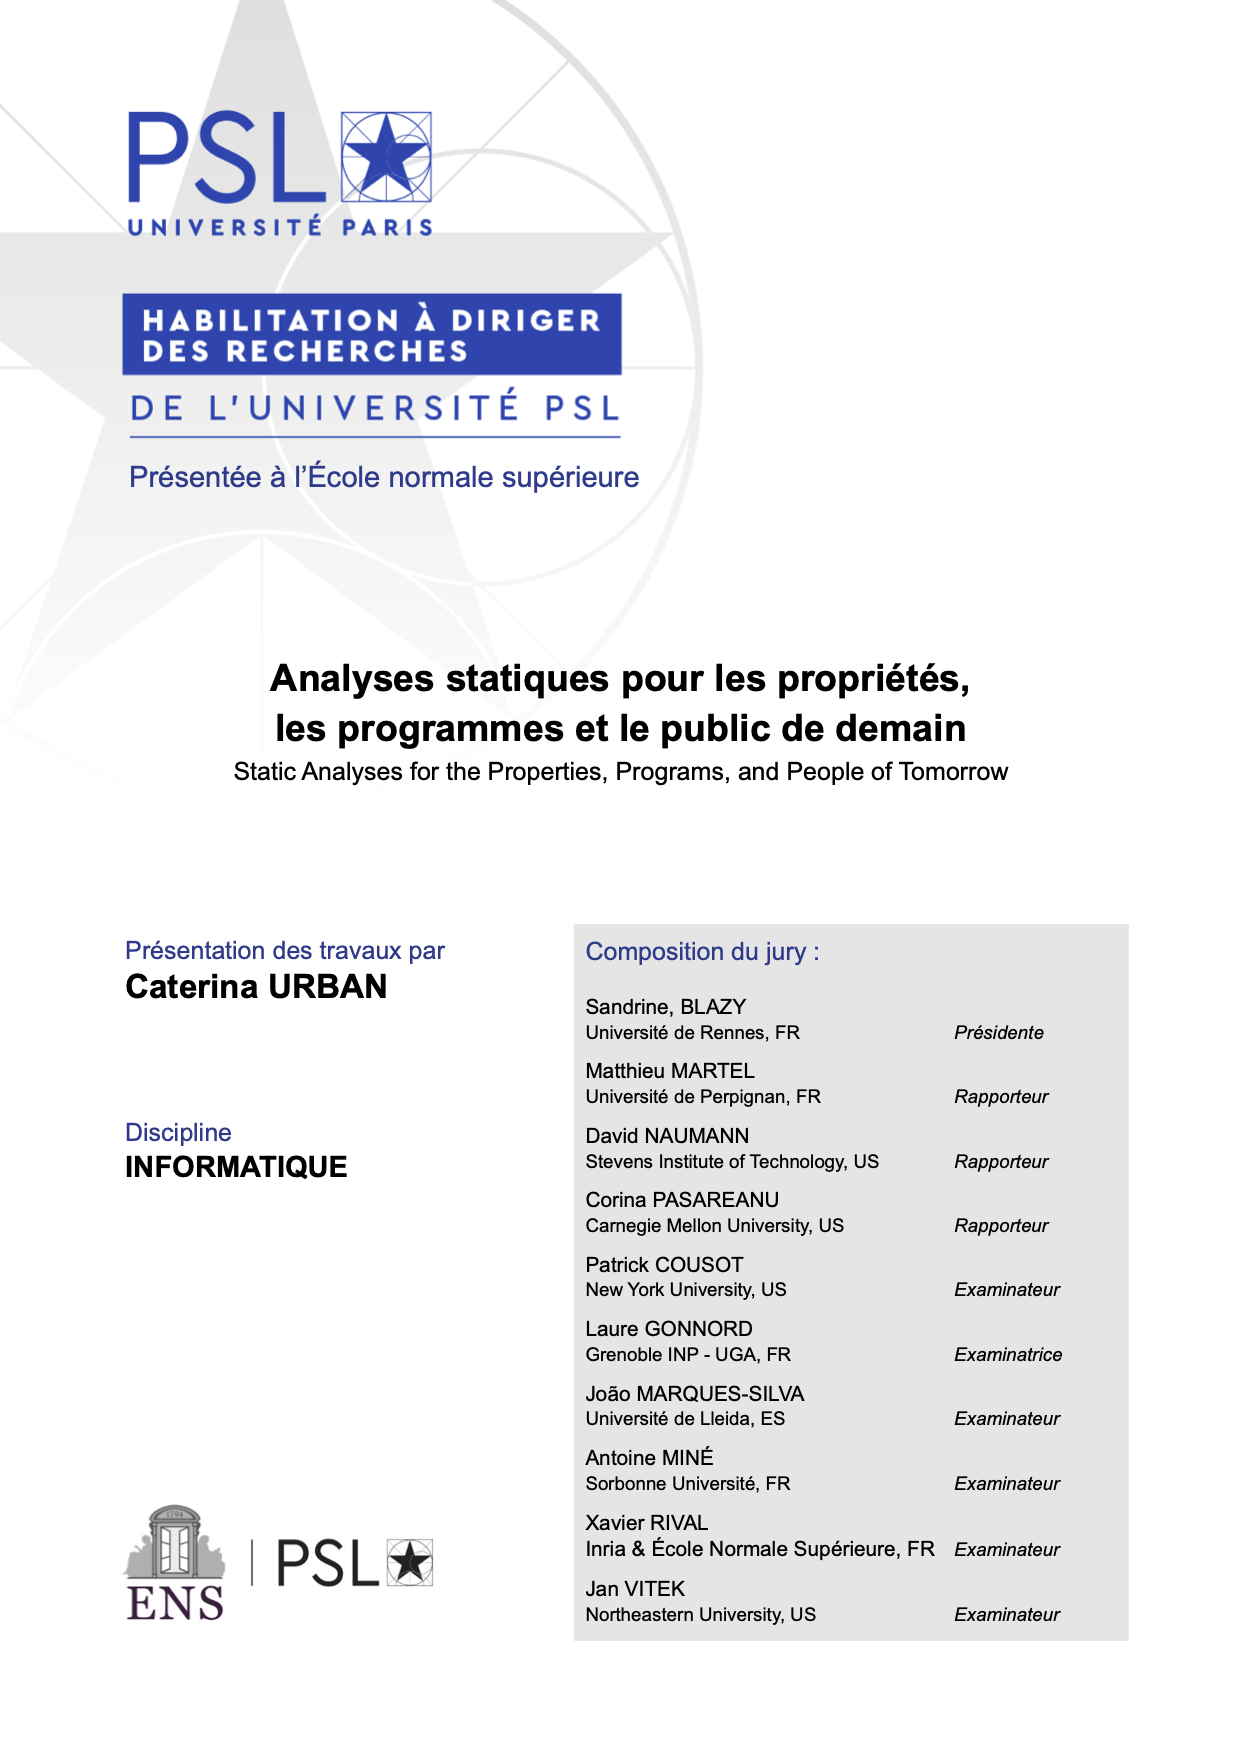 PSL
UNIVERSITÉ PARIS
HABILITATION À DIRIGER
DES RECHERCHES
DE L'UNIVERSITÉ PSL
Présentée à l’École normale supérieure
Analyses statiques pour les propriétés,
les programmes et le public de demain
Static Analyses for the Properties, Programs, and People of Tomorrow
Présentation des travaux par
Caterina URBAN
Discipline
INFORMATIQUE
Composition du jury :
Sandrine, BLAZY
Université de Rennes, FR Présidente
Matthieu MARTEL
Université de Perpignan, FR Rapporteur
David NAUMANN
Stevens Institute of Technology, US Rapporteur
Corina PASAREANU
Carnegie Mellon University, US Rapporteur
Patrick COUSOT
New York University, US Examinateur
Laure GONNORD
Grenoble INP - UGA, FR Examinatrice
João MARQUES-SILVA
Université de Lleida, ES Examinateur
Antoine MINÉ
Sorbonne Université, FR Examinateur
Xavier RIVAL
Inria & École Normale Supérieure, FR Examinateur
Jan VITEK
Northeastern University, US Examinateur
1794
ENS
PSL